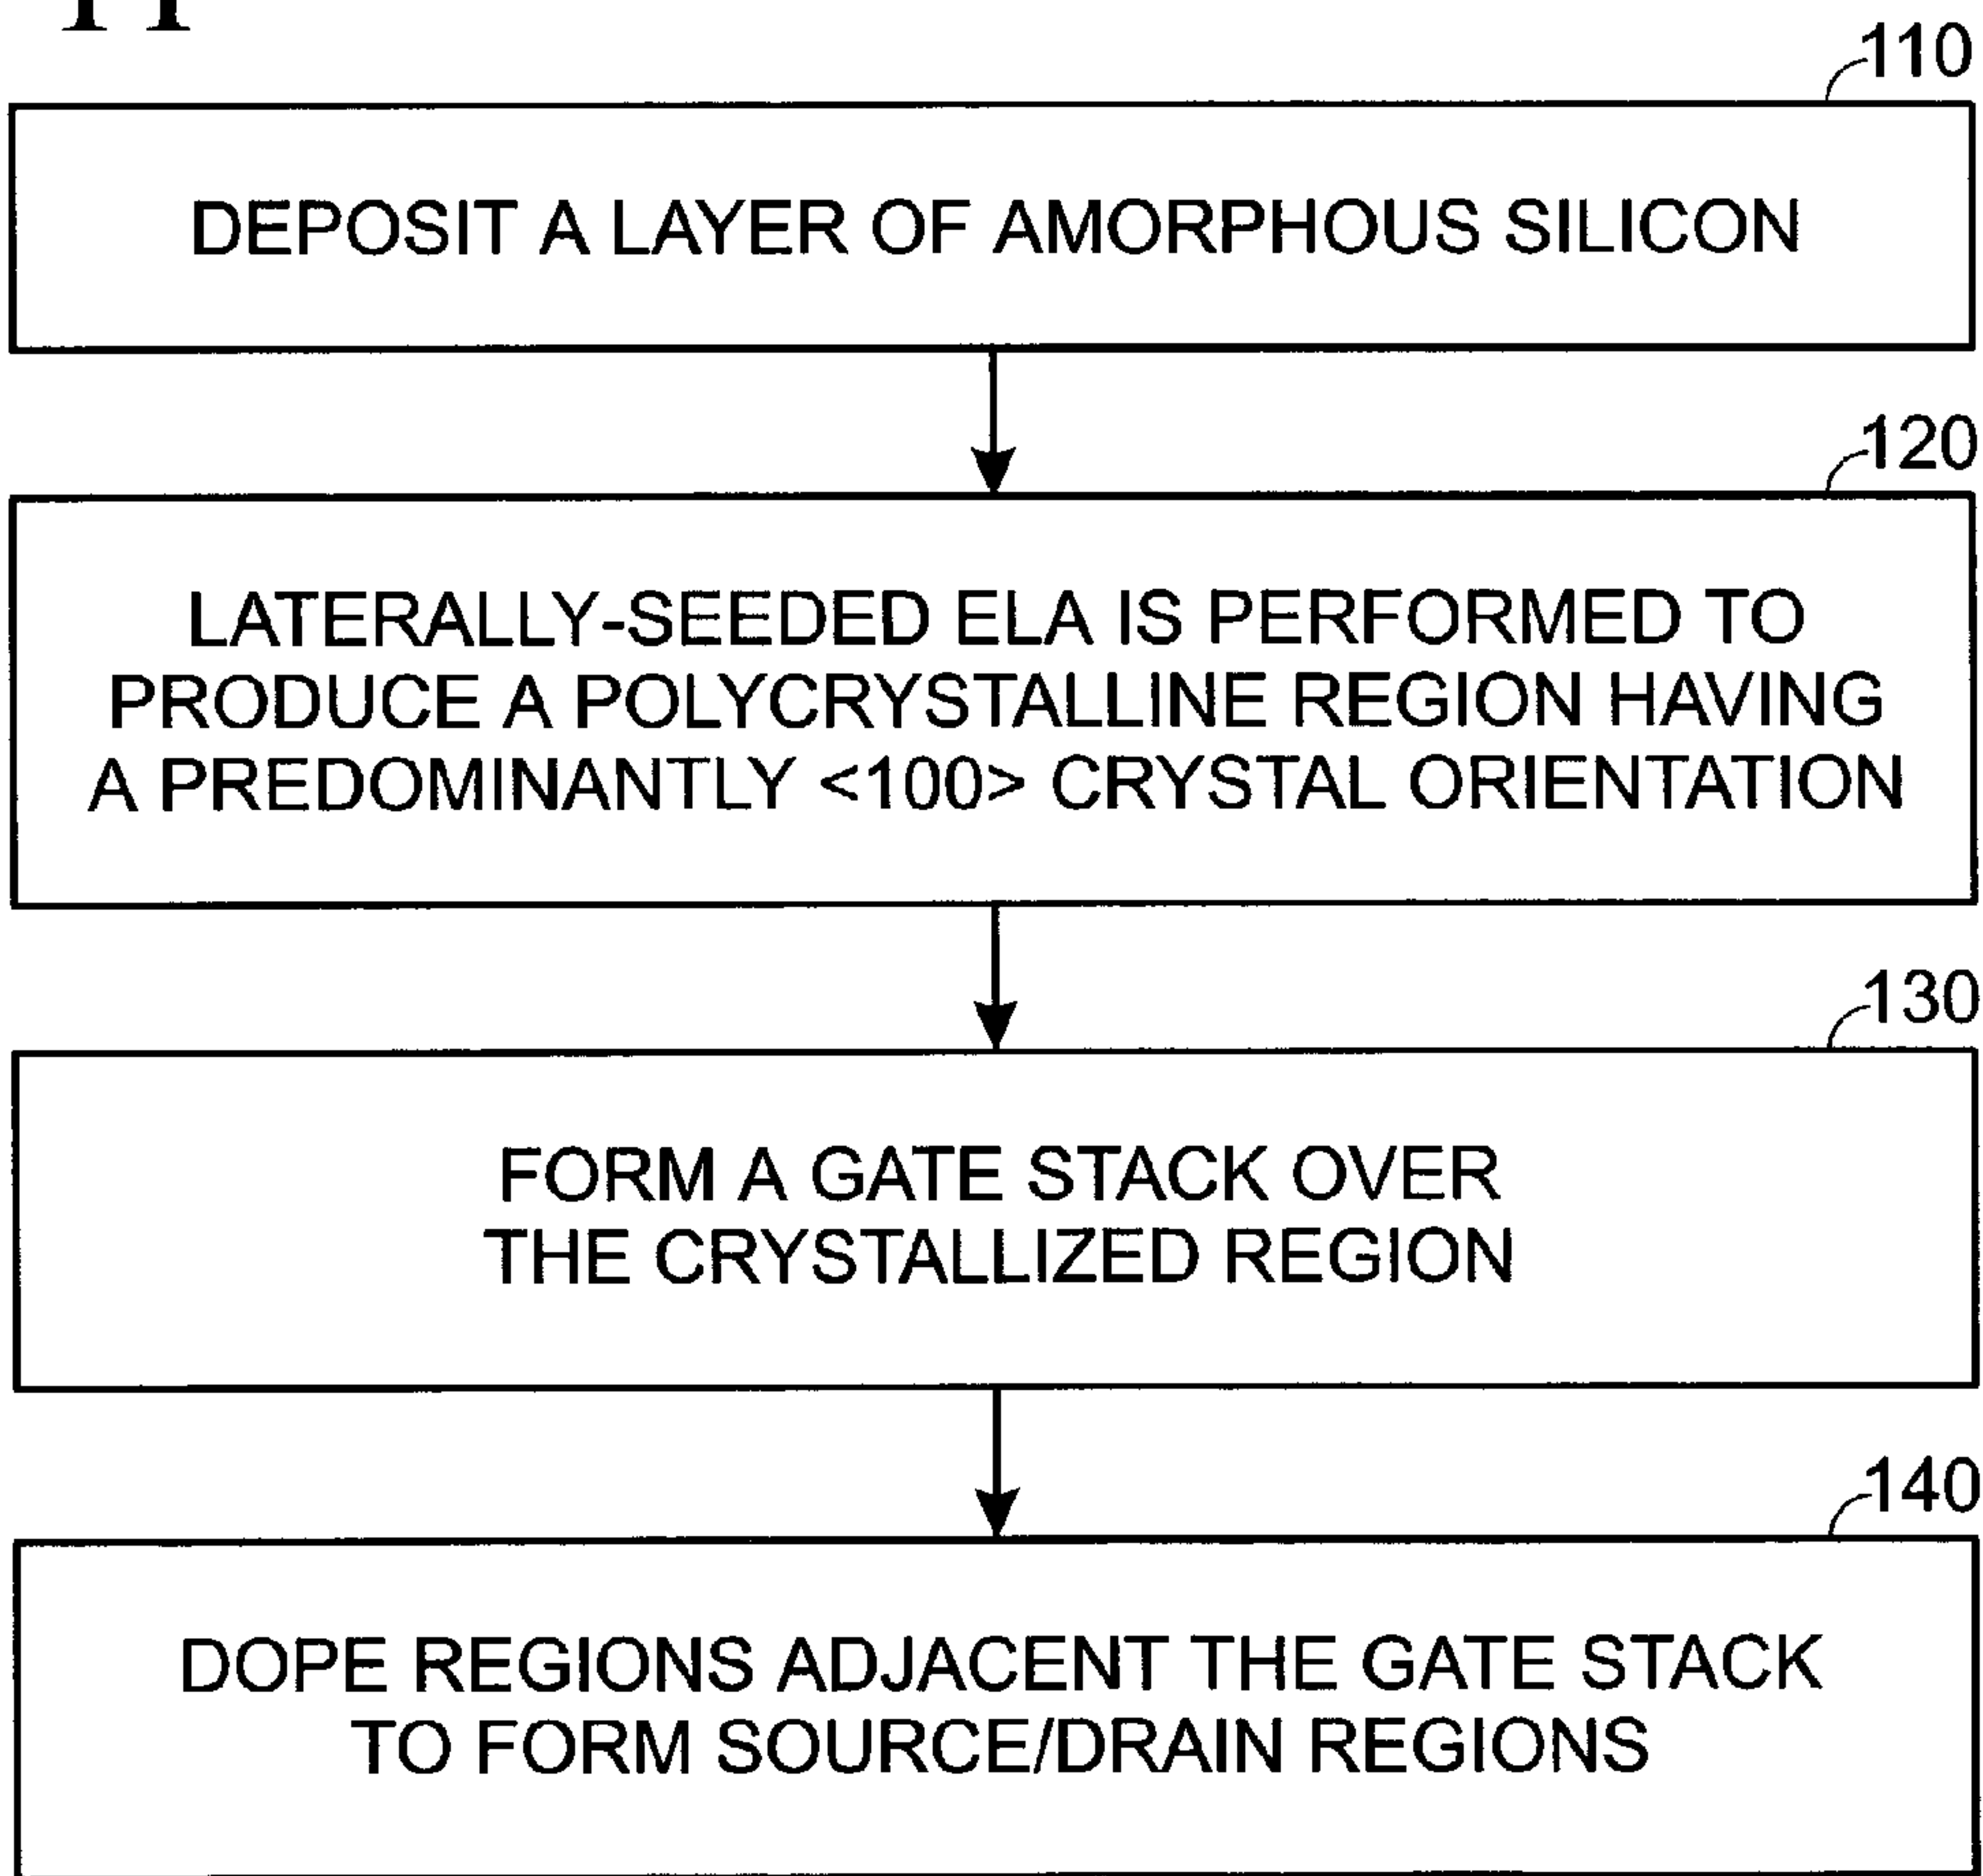 110
DEPOSIT A LAYER OF AMORPHOUS SILICON
120
LATERALLY-SEEDED ELA IS PERFORMED TO
PRODUCE A POLYCRYSTALLINE REGION HAVING
A PREDOMINANTLY <100> CRYSTAL ORIENTATION
130
FORM A GATE STACK OVER
THE CRYSTALLIZED REGION
140
DOPE REGIONS ADJACENT THE GATE STACK
TO FORM SOURCE/DRAIN REGIONS